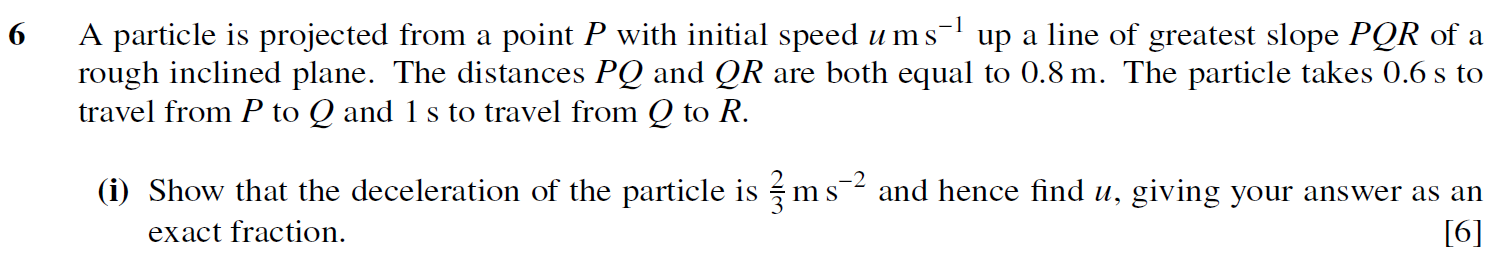 6 A particle is projected from a point P with initial speed u m s⁻¹ up a line of greatest slope PQR of a
rough inclined plane. The distances PQ and QR are both equal to 0.8 m. The particle takes 0.6 s to
travel from P to Q and 1 s to travel from Q to R.
(i) Show that the deceleration of the particle is 2/3 m s⁻² and hence find u, giving your answer as an
exact fraction. [6]